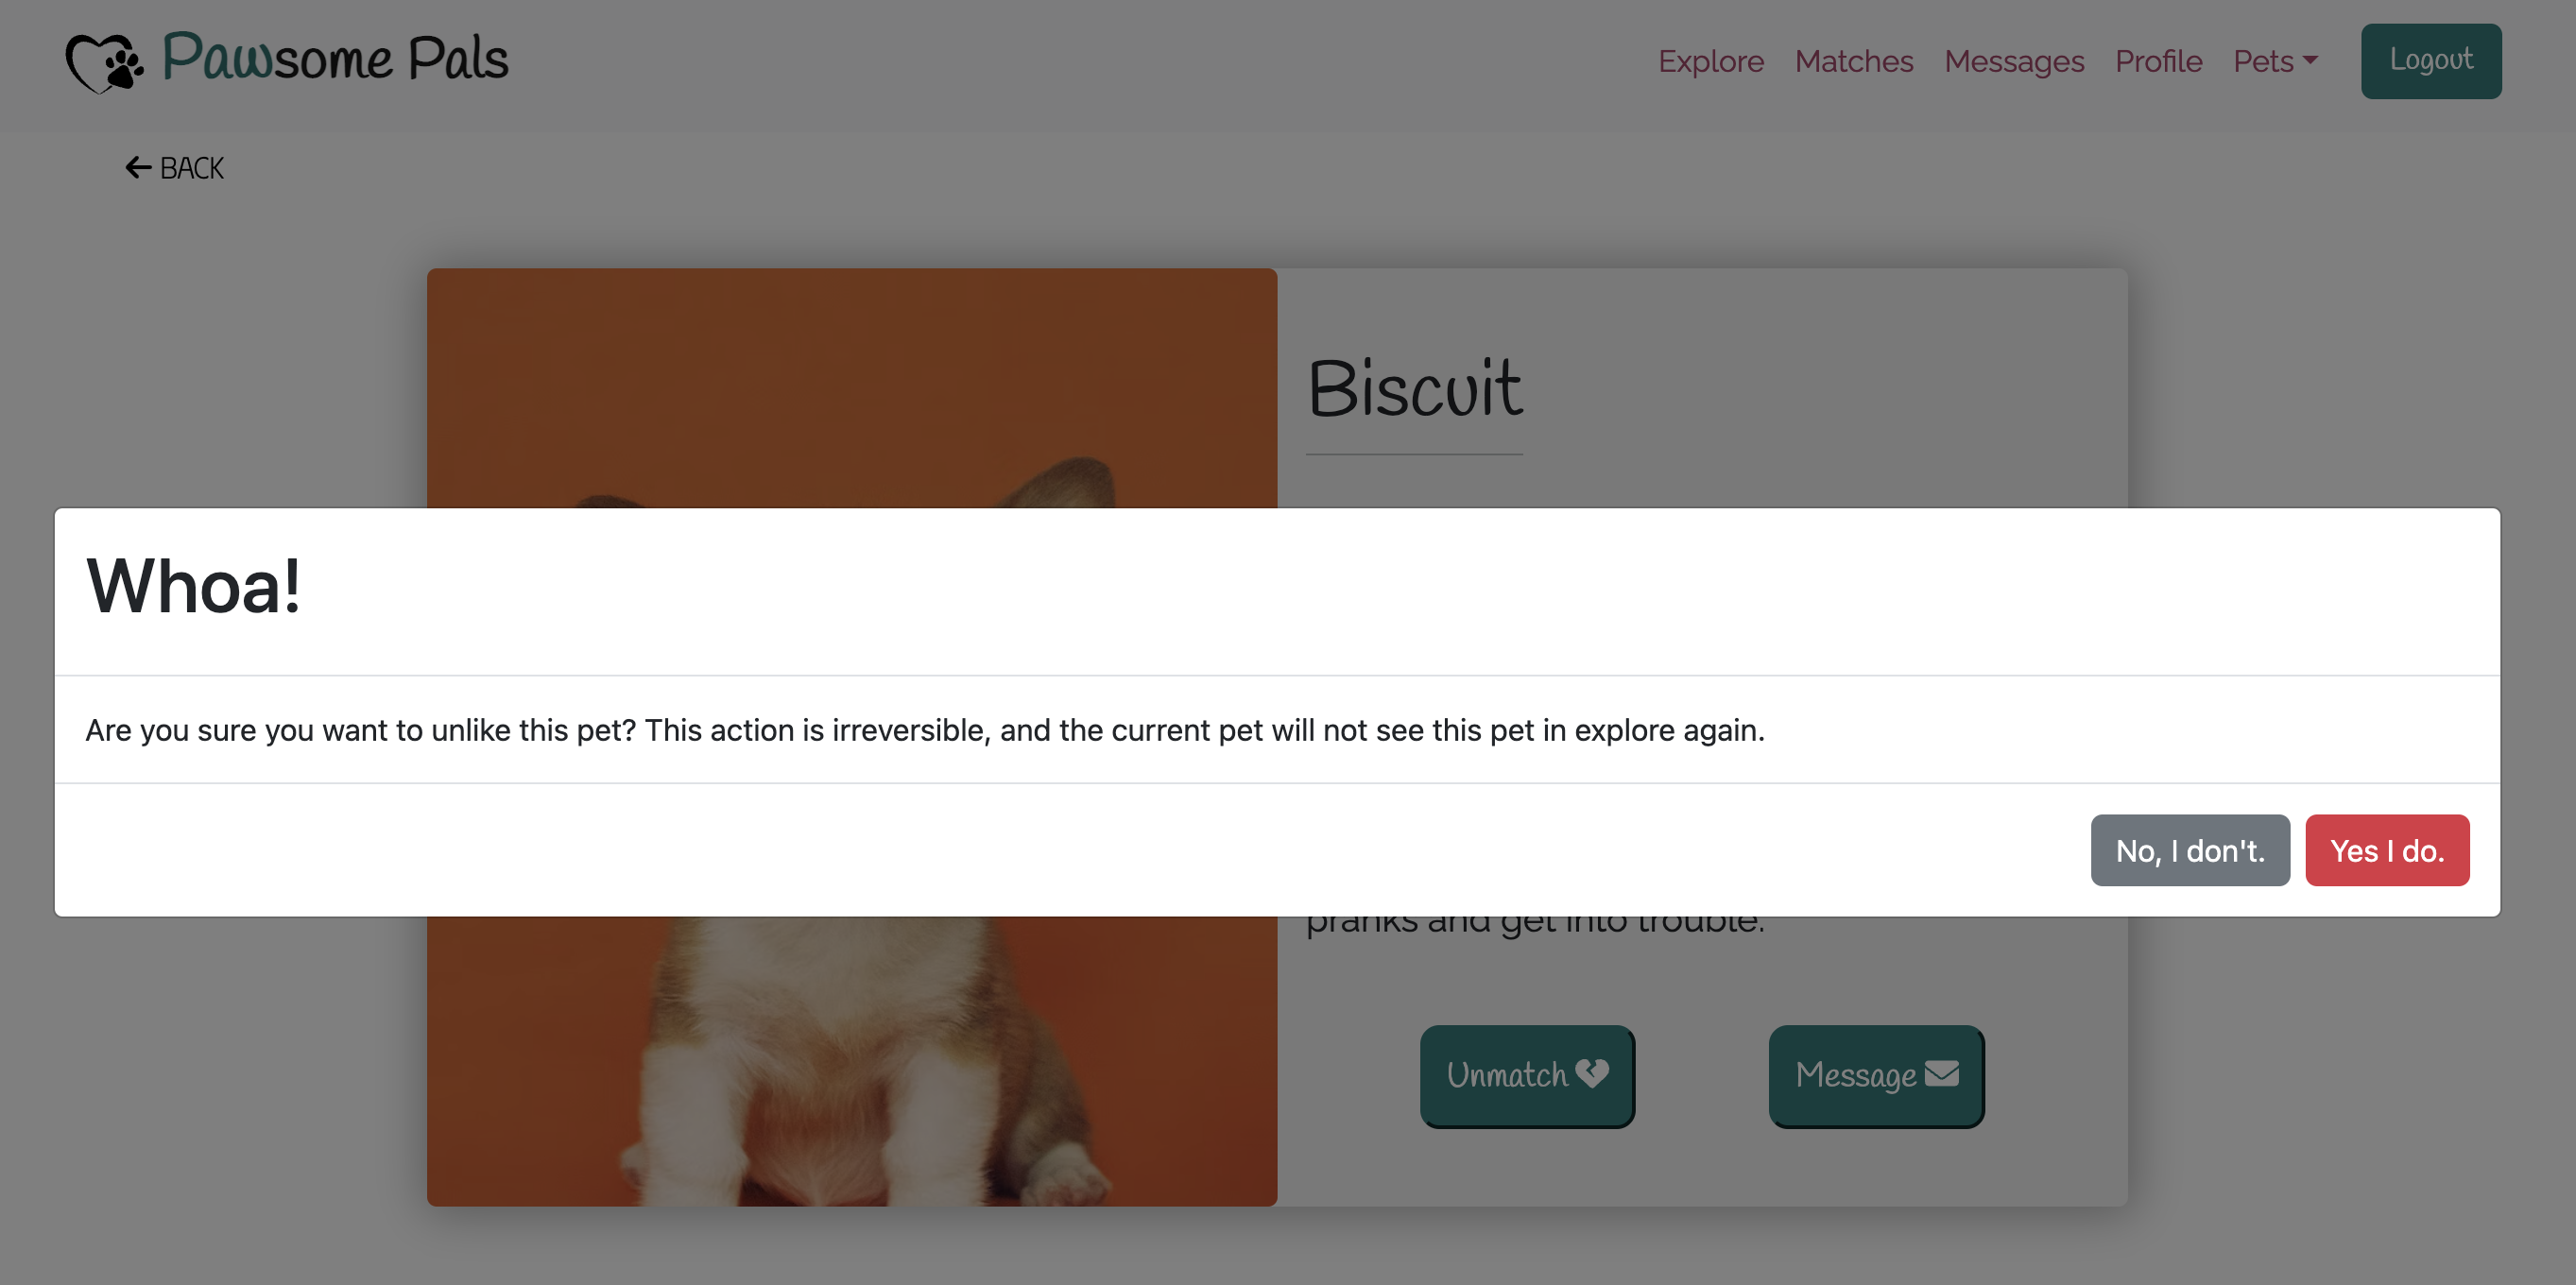 Pawsome Pals
Explore Matches Messages Profile Pets Logout
BACK
Biscuit
Whoa!
Are you sure you want to unlike this pet? This action is irreversible, and the current pet will not see this pet in explore again.
No, I don't. Yes I do.
pranks and get into trouble.
Unmatch Message